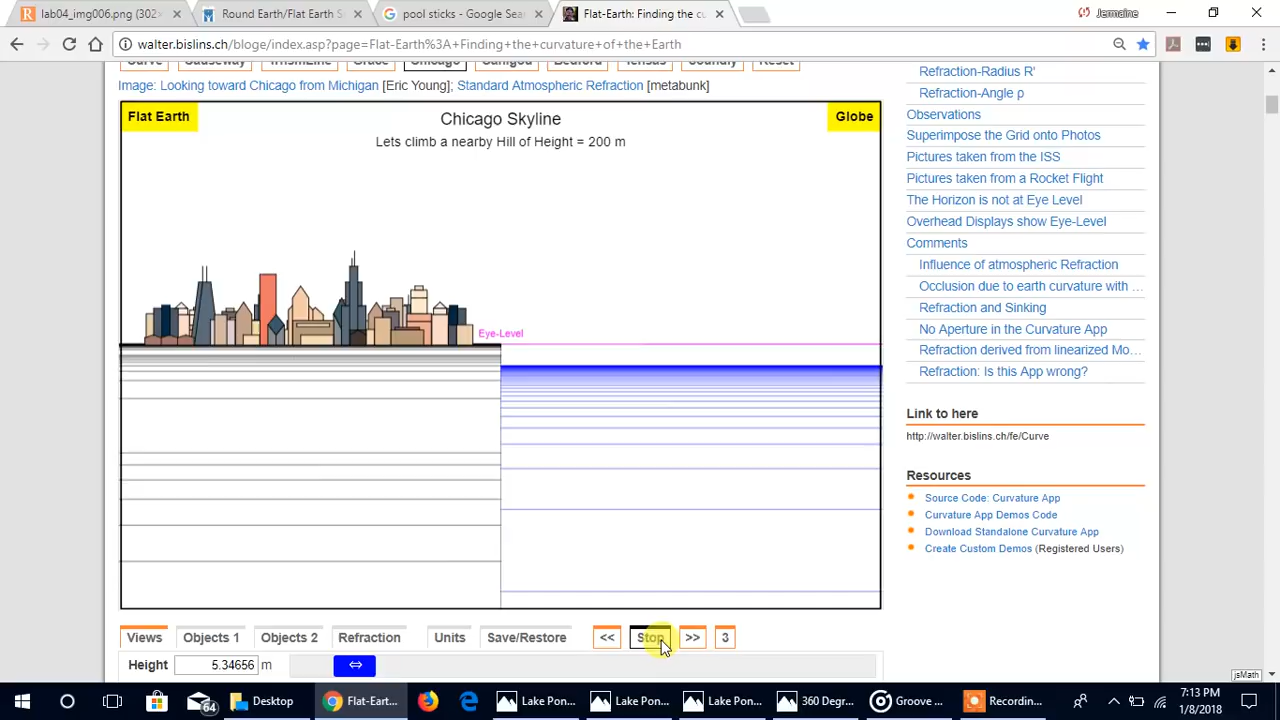 lab04_img006.png (302×
Round Earth/Flat Earth S
pool sticks - Google Sea
Flat-Earth: Finding the cu
Jermaine
walter.bislins.ch/bloge/index.asp?page=Flat-Earth%3A+Finding+the+curvature+of+the+Earth
Curve Causeway TrismLine Grace Chicago Canigou Bedford Tensas Soundly Reset
Image: Looking toward Chicago from Michigan [Eric Young]; Standard Atmospheric Refraction [metabunk]
Flat Earth
Chicago Skyline
Globe
Lets climb a nearby Hill of Height = 200 m
Eye-Level
Views Objects 1 Objects 2 Refraction Units Save/Restore << Stop >> 3
Height 5.34656 m
Refraction-Radius R'
Refraction-Angle ρ
Observations
Superimpose the Grid onto Photos
Pictures taken from the ISS
Pictures taken from a Rocket Flight
The Horizon is not at Eye Level
Overhead Displays show Eye-Level
Comments
Influence of atmospheric Refraction
Occlusion due to earth curvature with ...
Refraction and Sinking
No Aperture in the Curvature App
Refraction derived from linearized Mo...
Refraction: Is this App wrong?
Link to here
http://walter.bislins.ch/fe/Curve
Resources
Source Code: Curvature App
Curvature App Demos Code
Download Standalone Curvature App
Create Custom Demos (Registered Users)
jsMath
64 Desktop Flat-Eart... Lake Pon... Lake Pon... Lake Pon... 360 Degr... Groove ... Recordin...
7:13 PM
1/8/2018